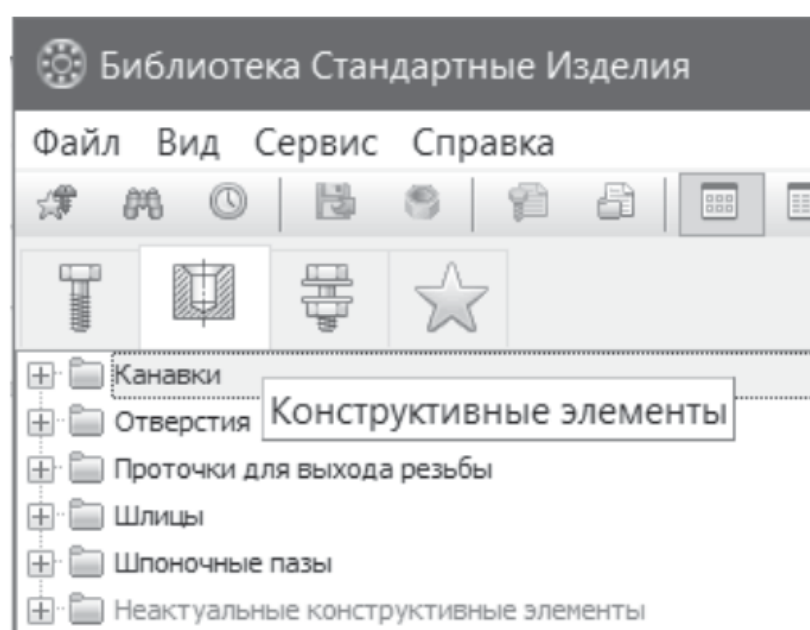 Библиотека Стандартные Изделия
Файл Вид Сервис Справка
Канавки
Конструктивные элементы
Отверстия
Проточки для выхода резьбы
Шлицы
Шпоночные пазы
Неактуальные конструктивные элементы